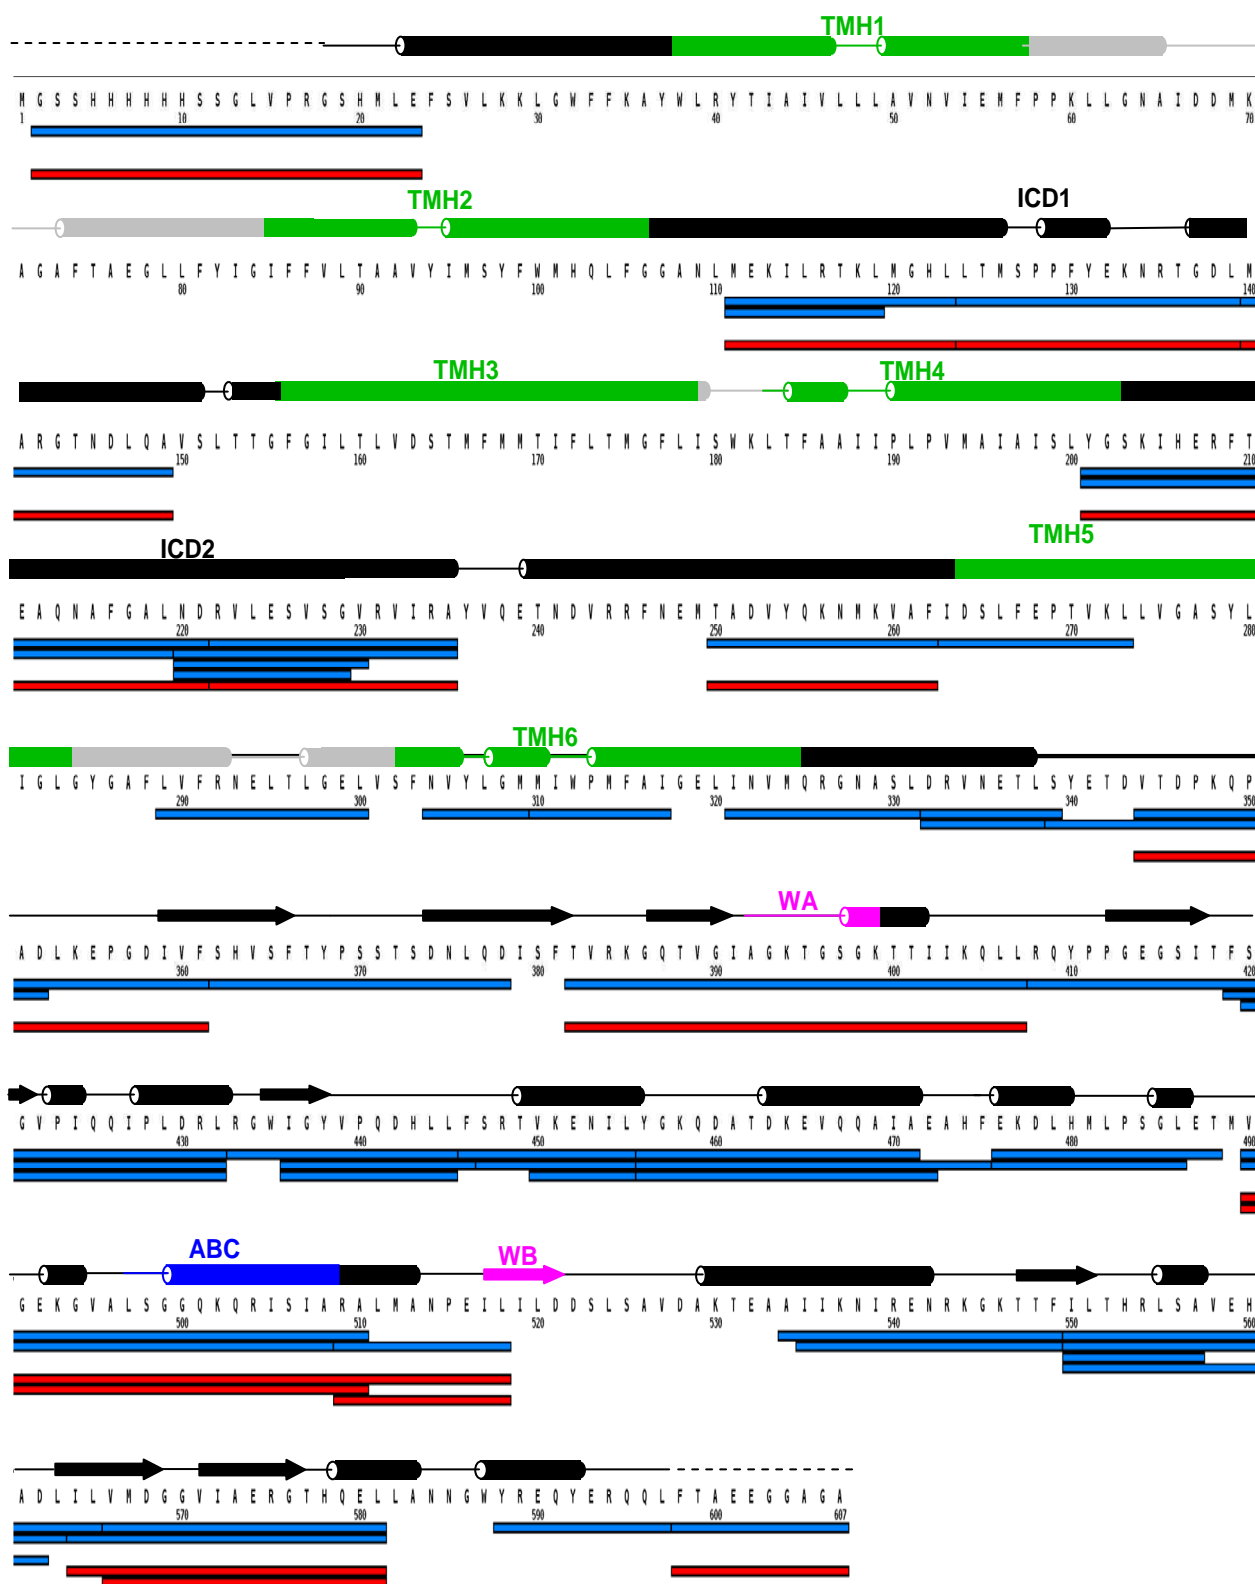 TMH1
M G S S H H H H H H S S G L V P R G S H M L E F S V L K K L G W F F K A Y W L R Y T I A I V L L L A V N V I E M F P P K L L G N A I D D M K
1 10 20 30 40 50 60 70
TMH2 ICD1
A G A F T A E G L L F Y I G I F F V L T A A V Y I M S Y F W M H Q L F G G A N L M E K I L R T K L M G H L L T M S P P F Y E K N R T G D L M
80 90 100 110 120 130 140
TMH3 TMH4
A R G T N D L Q A V S L T T G F G I L T L V D S T M F M M T I F L T M G F L I S W K L T F A A I I P L P V M A I A I S L Y G S K I H E R F T
150 160 170 180 190 200 210
ICD2 TMH5
E A Q N A F G A L N D R V L E S V S G V R V I R A Y V Q E T N D V R R F N E M T A D V Y Q K N M K V A F I D S L F E P T V K L L V G A S Y L
220 230 240 250 260 270 280
TMH6
I G L G Y G A F L V F R N E L T L G E L V S F N V Y L G M M I W P M F A I G E L I N V M Q R G N A S L D R V N E T L S Y E T D V T D P K Q P
290 300 310 320 330 340 350
WA
A D L K E P G D I V F S H V S F T Y P S S T S D N L Q D I S F T V R K G Q T V G I A G K T G S G K T T I I K Q L L R Q Y P P G E G S I T F S
360 370 380 390 400 410 420
G V P I Q Q I P L D R L R G W I G Y V P Q D H L L F S R T V K E N I L Y G K Q D A T D K E V Q Q A I A E A H F E K D L H M L P S G L E T M V
430 440 450 460 470 480 490
ABC WB
G E K G V A L S G G Q K Q R I S I A R A L M A N P E I L I L D D S L S A V D A K T E A A I I K N I R E N R K G K T T F I L T H R L S A V E H
500 510 520 530 540 550 560
A D L I L V M D G G V I A E R G T H Q E L L A N N G W Y R E Q Y E R Q Q L F T A E E G G A G A
570 580 590 600 607